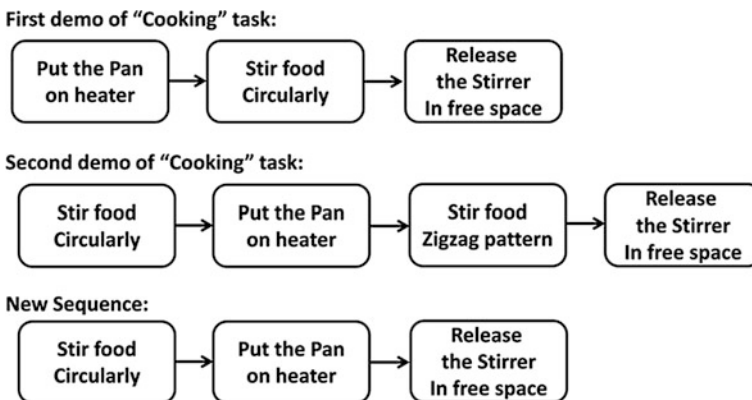 First demo of “Cooking” task:
Put the Pan
on heater
Stir food
Circularly
Release
the Stirrer
In free space
Second demo of “Cooking” task:
Stir food
Circularly
Put the Pan
on heater
Stir food
Zigzag pattern
Release
the Stirrer
In free space
New Sequence:
Stir food
Circularly
Put the Pan
on heater
Release
the Stirrer
In free space